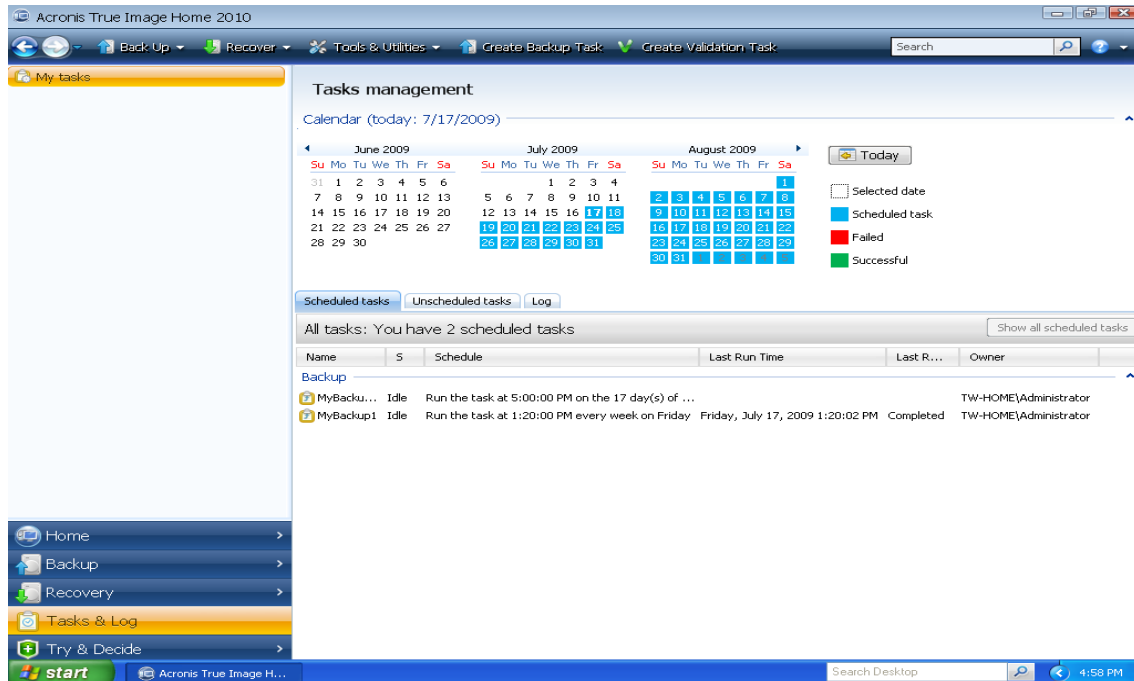 Acronis True Image Home 2010
Back Up Recover Tools & Utilities Create Backup Task Create Validation Task Search
My tasks
Tasks management
Calendar (today: 7/17/2009)
June 2009 July 2009 August 2009
Today
Su Mo Tu We Th Fr Sa Su Mo Tu We Th Fr Sa Su Mo Tu We Th Fr Sa
31 1 2 3 4 5 6 1 2 3 4 1
7 8 9 10 11 12 13 5 6 7 8 9 10 11 2 3 4 5 6 7 8
14 15 16 17 18 19 20 12 13 14 15 16 17 18 9 10 11 12 13 14 15
21 22 23 24 25 26 27 19 20 21 22 23 24 25 16 17 18 19 20 21 22
28 29 30 26 27 28 29 30 31 23 24 25 26 27 28 29
30 31
Selected date
Scheduled task
Failed
Successful
Scheduled tasks Unscheduled tasks Log
All tasks: You have 2 scheduled tasks Show all scheduled tasks
Name S Schedule Last Run Time Last R... Owner
Backup
MyBacku... Idle Run the task at 5:00:00 PM on the 17 day(s) of ... TW-HOME\Administrator
MyBackup1 Idle Run the task at 1:20:00 PM every week on Friday Friday, July 17, 2009 1:20:02 PM Completed TW-HOME\Administrator
Home
Backup
Recovery
Tasks & Log
Try & Decide
start Acronis True Image H... Search Desktop 4:58 PM